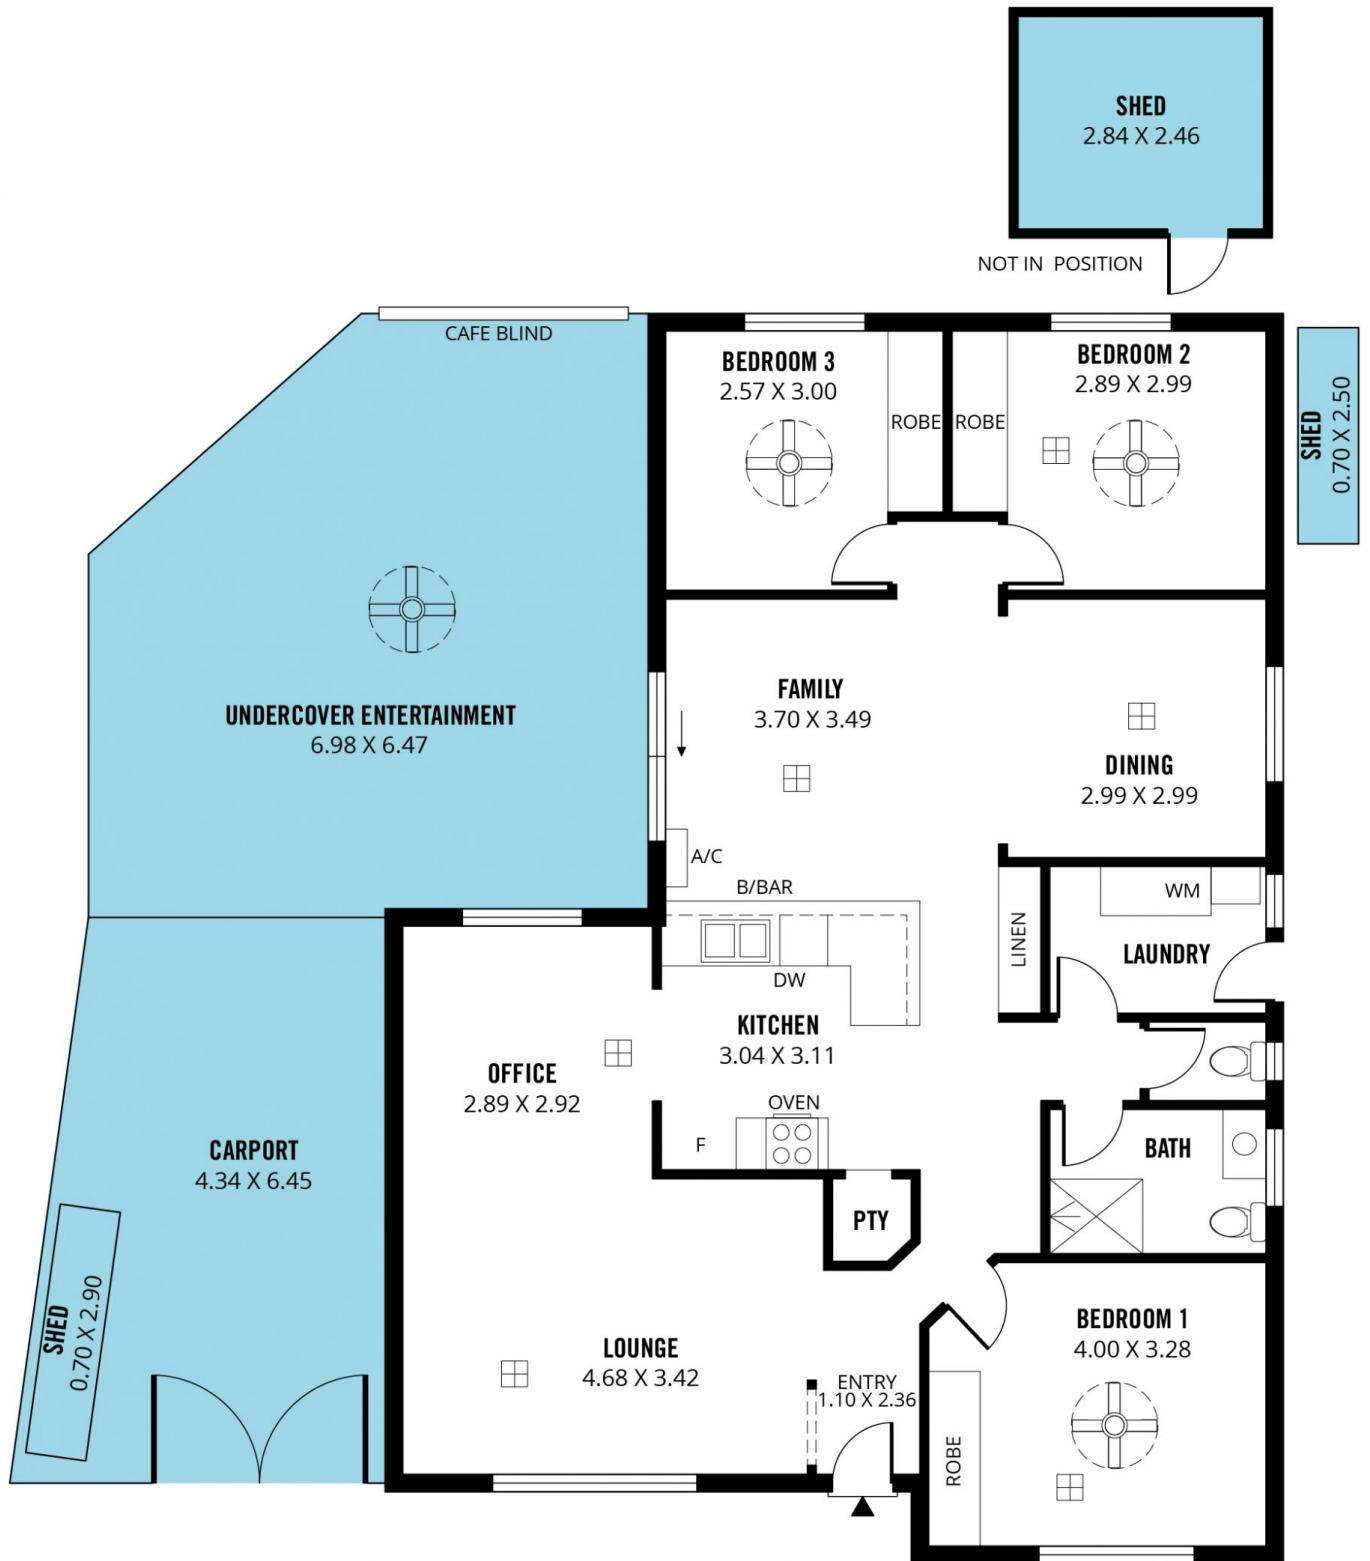 SHED
2.84 X 2.46
NOT IN POSITION
CAFE BLIND
BEDROOM 3
2.57 X 3.00
ROBE
ROBE
BEDROOM 2
2.89 X 2.99
SHED
0.70 X 2.50
UNDERCOVER ENTERTAINMENT
6.98 X 6.47
FAMILY
3.70 X 3.49
DINING
2.99 X 2.99
A/C
B/BAR
WM
LINEN
LAUNDRY
DW
KITCHEN
3.04 X 3.11
OFFICE
2.89 X 2.92
OVEN
F
CARPORT
4.34 X 6.45
BATH
PTY
SHED
0.70 X 2.90
LOUNGE
4.68 X 3.42
ENTRY
1.10 X 2.36
BEDROOM 1
4.00 X 3.28
ROBE